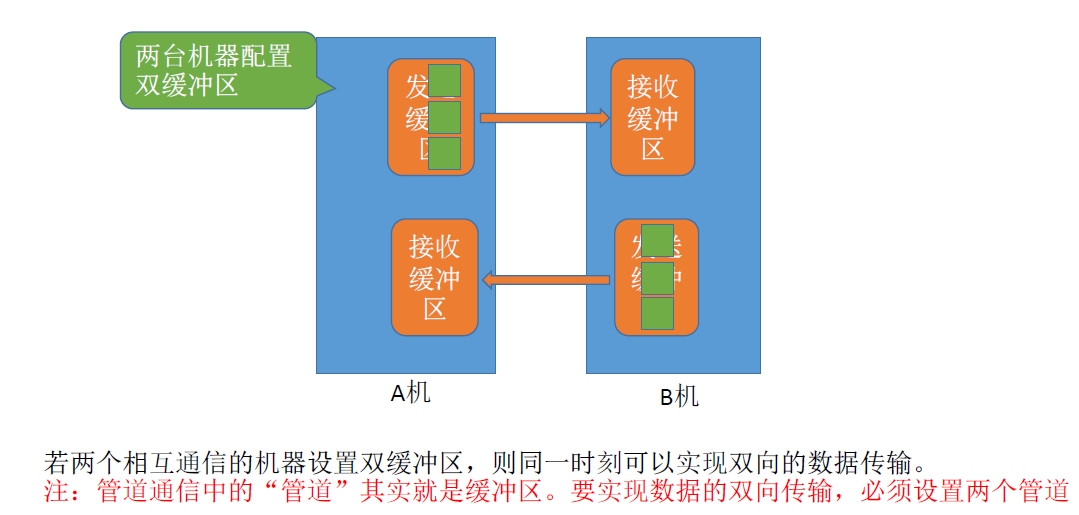 两台机器配置
双缓冲区
发
缓
区
接收
缓冲
区
接收
缓冲
区
发送
缓冲
A机
B机
若两个相互通信的机器设置双缓冲区，则同一时刻可以实现双向的数据传输。
注：管道通信中的“管道”其实就是缓冲区。要实现数据的双向传输，必须设置两个管道